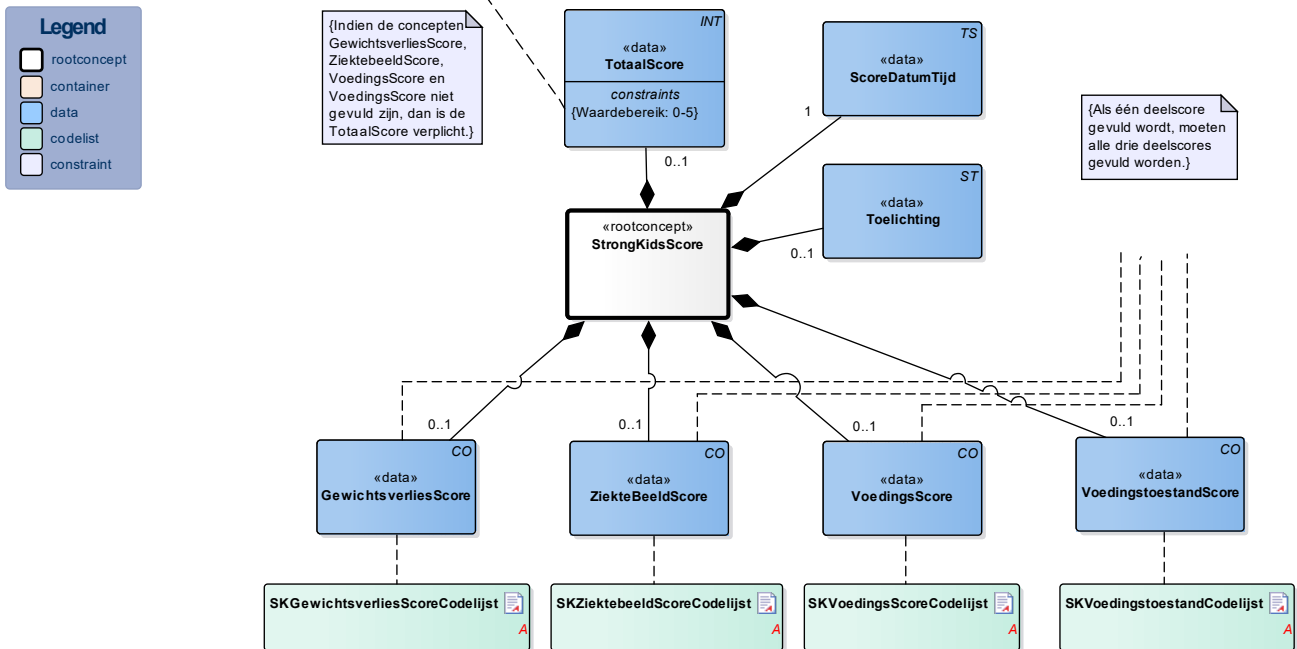 Legend
rootconcept
container
data
codelist
constraint
{Indien de concepten
GewichtsverliesScore,
ZiektebeeldScore,
VoedingsScore en
VoedingsScore niet
gevuld zijn, dan is de
TotaalScore verplicht.}
INT
«data»
TotaalScore
constraints
{Waardebereik: 0-5}
0..1
TS
«data»
ScoreDatumTijd
1
{Als één deelscore
gevuld wordt, moeten
alle drie deelscores
gevuld worden.}
ST
«data»
Toelichting
0..1
«rootconcept»
StrongKidsScore
0..1
0..1
0..1
0..1
CO
«data»
GewichtsverliesScore
CO
«data»
ZiekteBeeldScore
CO
«data»
VoedingsScore
CO
«data»
VoedingstoestandScore
SKGewichtsverliesScoreCodelijst
A
SKZiektebeeldScoreCodelijst
A
SKVoedingsScoreCodelijst
A
SKVoedingstoestandCodelijst
A